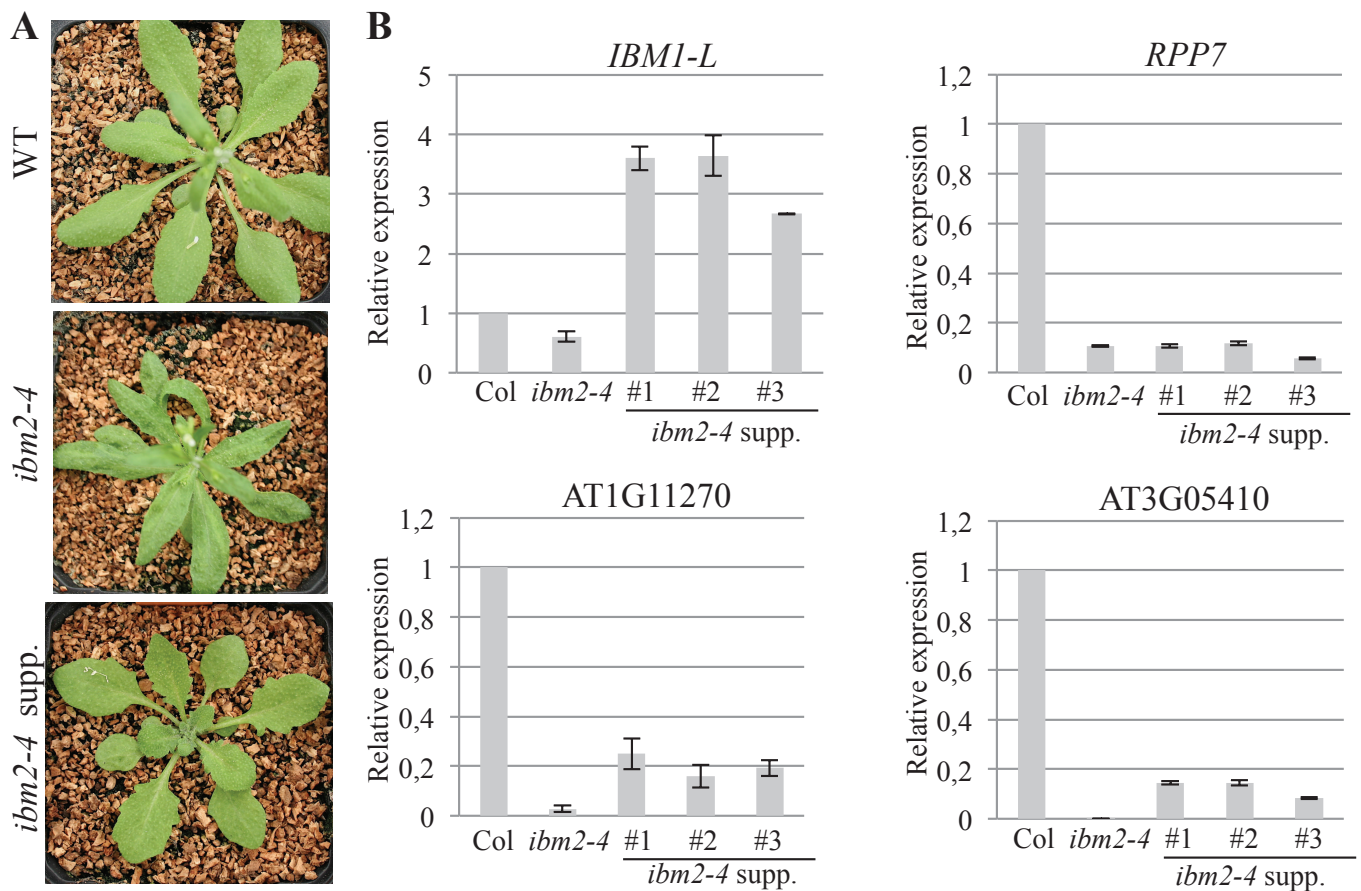 A
B
WT
ibm2-4
ibm2-4 supp.
IBM1-L
Relative expression
5
4
3
2
1
0
Col ibm2-4 #1 #2 #3
ibm2-4 supp.
RPP7
Relative expression
1,2
1
0,8
0,6
0,4
0,2
0
Col ibm2-4 #1 #2 #3
ibm2-4 supp.
AT1G11270
Relative expression
1,2
1
0,8
0,6
0,4
0,2
0
Col ibm2-4 #1 #2 #3
ibm2-4 supp.
AT3G05410
Relative expression
1,2
1
0,8
0,6
0,4
0,2
0
Col ibm2-4 #1 #2 #3
ibm2-4 supp.